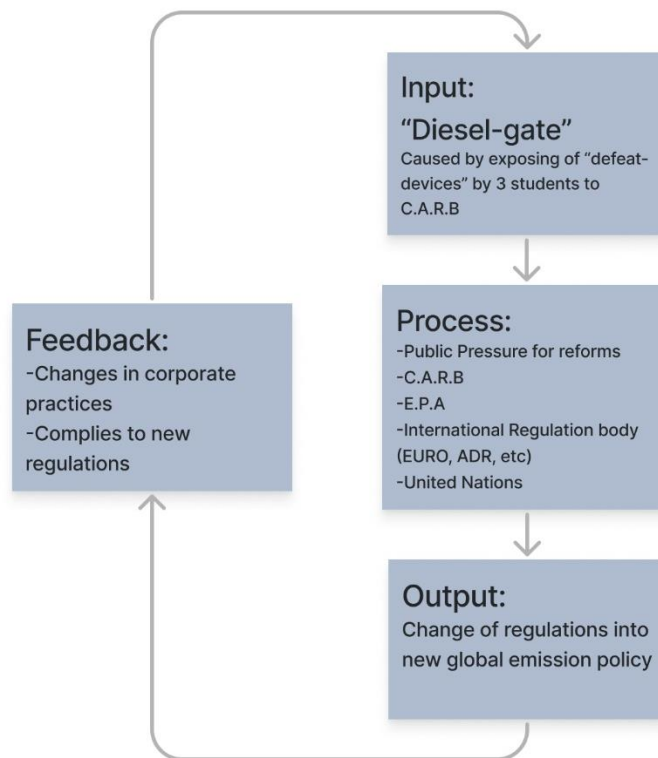 Input:
“Diesel-gate”
Caused by exposing of “defeat-
devices” by 3 students to
C.A.R.B
Process:
-Public Pressure for reforms
-C.A.R.B
-E.P.A
-International Regulation body
(EURO, ADR, etc)
-United Nations
Output:
Change of regulations into
new global emission policy
Feedback:
-Changes in corporate
practices
-Complies to new
regulations